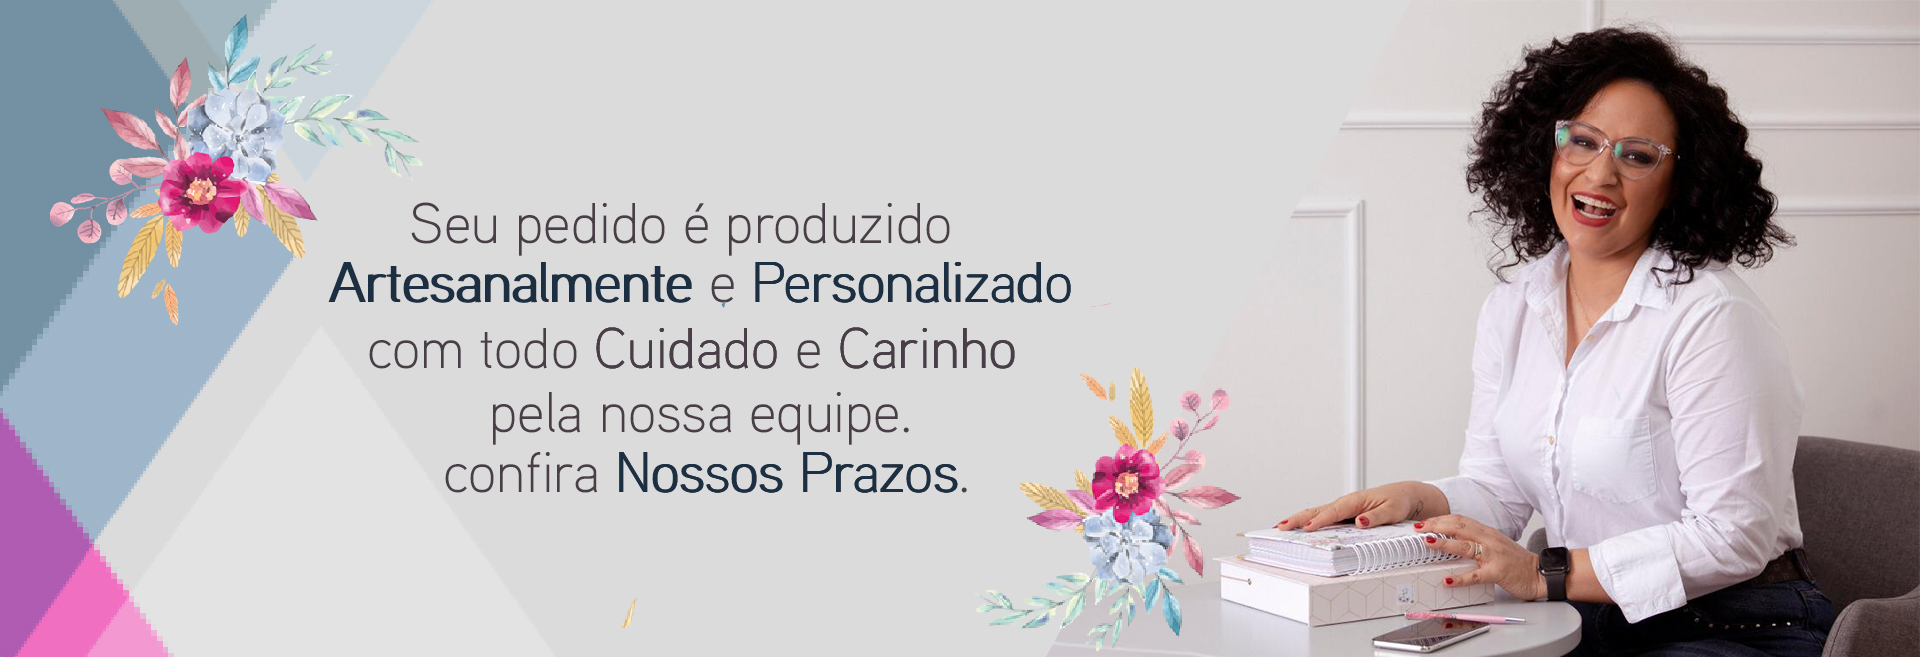 Seu pedido é produzido
Artesanalmente e Personalizado
com todo Cuidado e Carinho
pela nossa equipe.
confira Nossos Prazos.